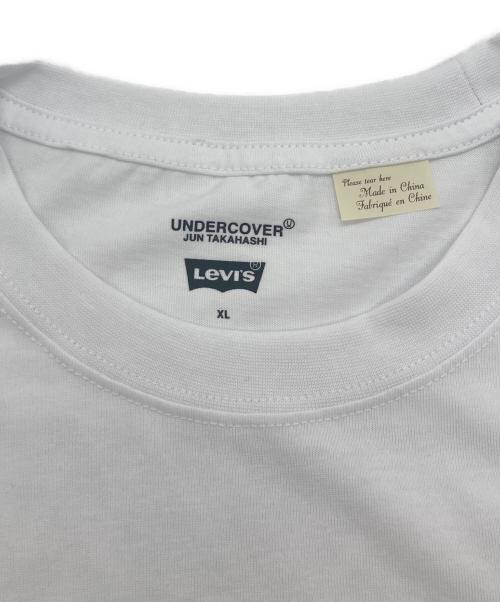 Please tear here
Made in China
Fabriqué en Chine
UNDERCOVER Ⓤ
JUN TAKAHASHI
LEVI'S ®
XL